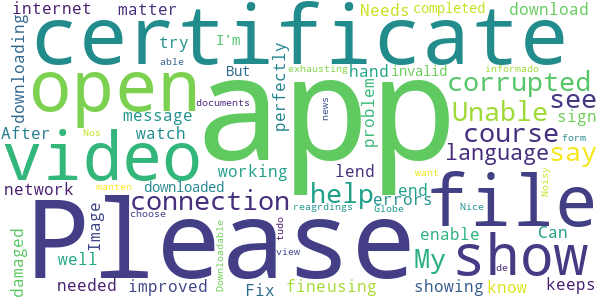 internet matter Needs completed download
certificate
downloading try I'm
But able perfectly exhausting hand invalid informado
open app corrupted
After message documents news problem Unable see sign
video watch course form
Nos working lend language say
network manten downloaded help end errors
connection file
damaged Image choose reagrdings Globe want Noisy
Please tudo Nice enable Can
well Downloadable view My show de
needed improved Fix fineusing showing know keeps